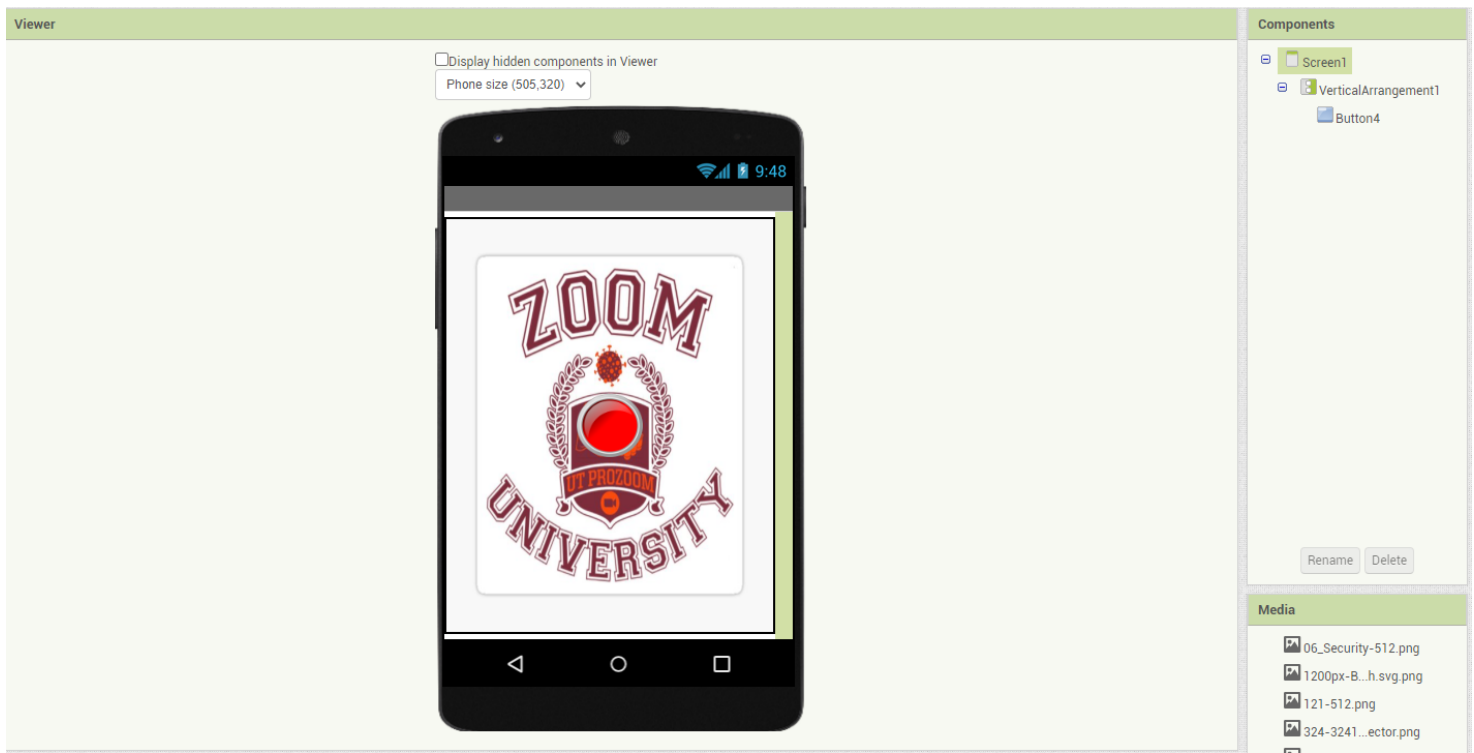 Viewer
Display hidden components in Viewer
Phone size (505,320)
9:48
ZOOM
UT PROZOOM
UNIVERSITY
Components
Screen1
VerticalArrangement1
Button4
Rename Delete
Media
06_Security-512.png
1200px-B...h.svg.png
121-512.png
324-3241...ector.png